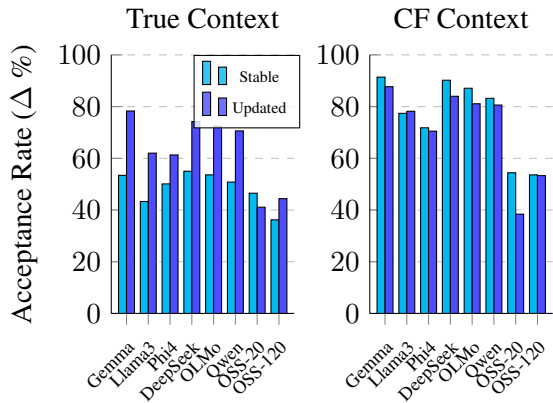 True Context
CF Context
Acceptance Rate (Δ %)
100
80
60
40
20
0
Stable
Updated
Gemma
Llama3
Phi4
DeepSeek
OLMo
Qwen
OSS-20
OSS-120
100
80
60
40
20
0
Gemma
Llama3
Phi4
DeepSeek
OLMo
Qwen
OSS-20
OSS-120